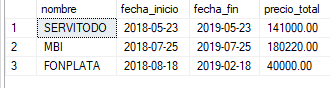 nombre fecha_inicio fecha_fin precio_total
1 SERVITODO 2018-05-23 2019-05-23 141000.00
2 MBI 2018-07-25 2019-07-25 180220.00
3 FONPLATA 2018-08-18 2019-02-18 40000.00